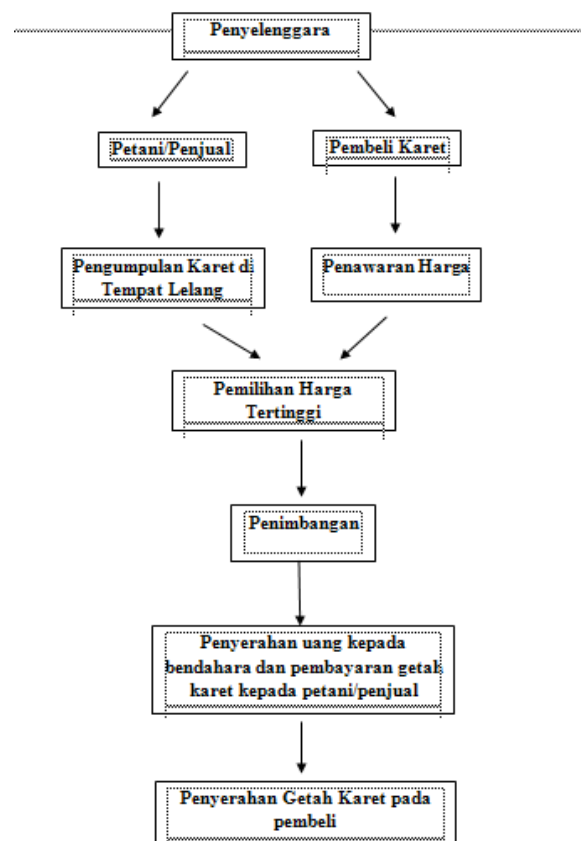 Penyelenggara
Petani/Penjual
Pembeli Karet
Pengumpulan Karet di
Tempat Lelang
Penawaran Harga
Pemilihan Harga
Tertinggi
Penimbangan
Penyerahan uang kepada
bendahara dan pembayaran getah
karet kepada petani/penjual
Penyerahan Getah Karet pada
pembeli